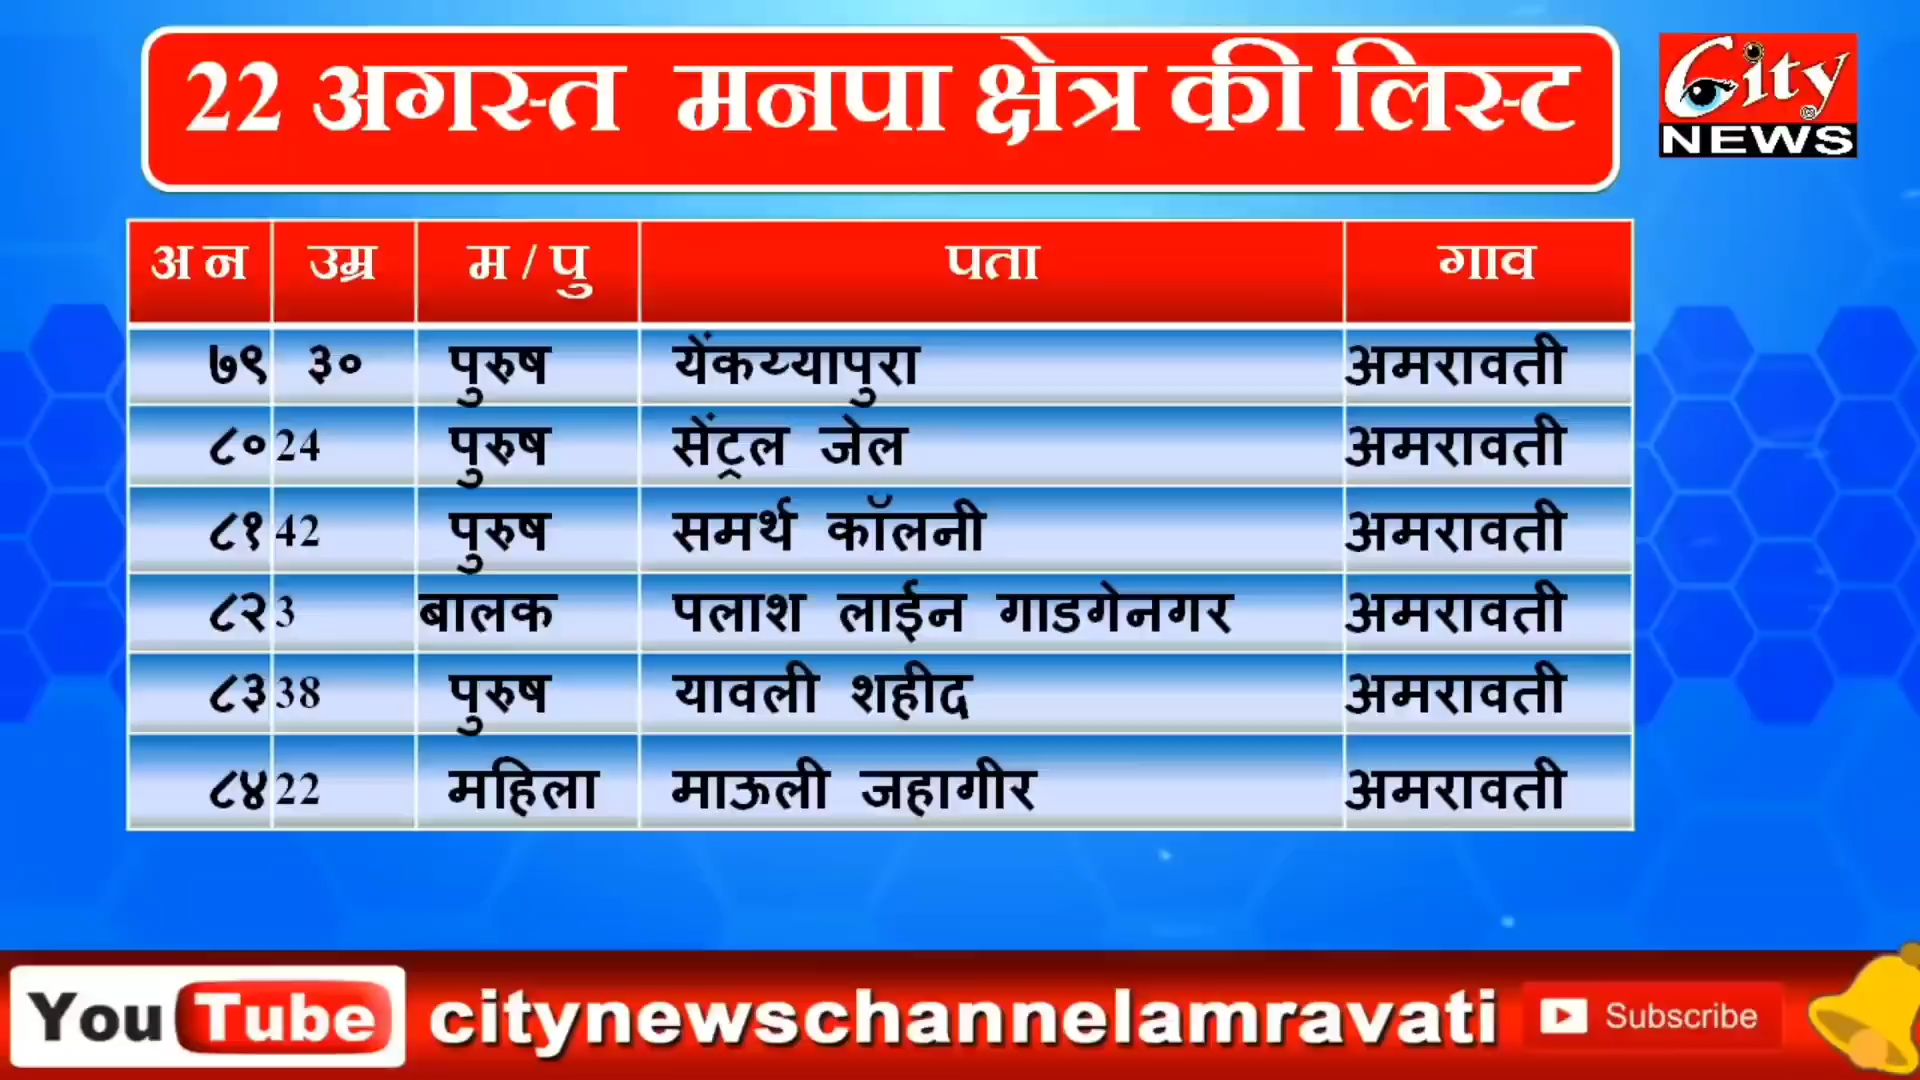 22 अगस्त मनपा क्षेत्र की लिस्ट
City
NEWS
अ न उम्र म / पु पता गाव
७९ ३० पुरुष येंकय्यापुरा अमरावती
८० 24 पुरुष सेंट्रल जेल अमरावती
८१ 42 पुरुष समर्थ कॉलनी अमरावती
८२ 3 बालक पलाश लाईन गाडगेनगर अमरावती
८३ 38 पुरुष यावली शहीद अमरावती
८४ 22 महिला माऊली जहागीर अमरावती
YouTube citynewschannelamravati Subscribe